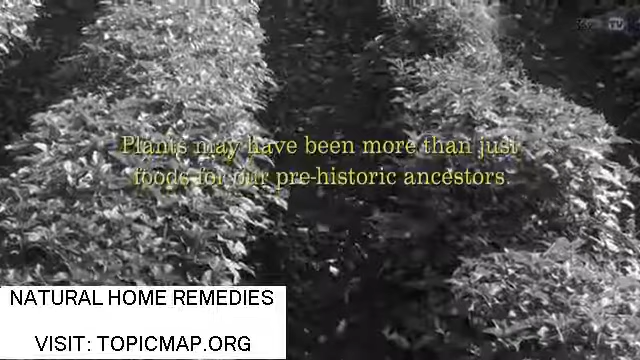 TV
Plants may have been more than just
foods for our pre-historic ancestors.
NATURAL HOME REMEDIES
VISIT: TOPICMAP.ORG